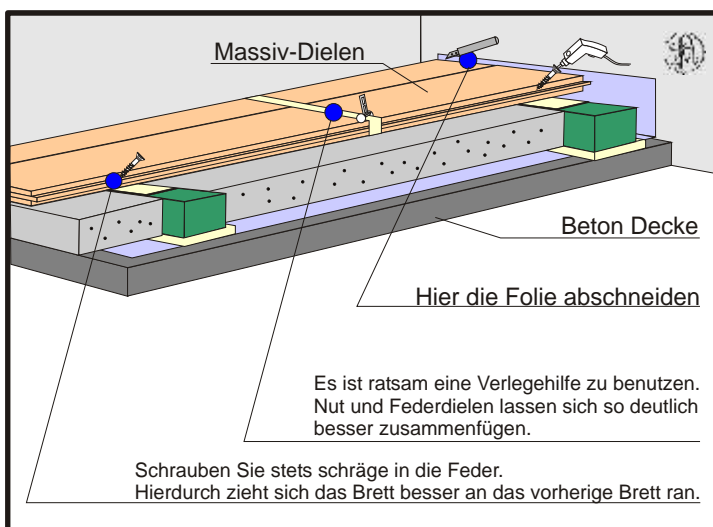 Massiv-Dielen
Beton Decke
Hier die Folie abschneiden
Es ist ratsam eine Verlegehilfe zu benutzen.
Nut und Federdielen lassen sich so deutlich
besser zusammenfügen.
Schrauben Sie stets schräge in die Feder.
Hierdurch zieht sich das Brett besser an das vorherige Brett ran.